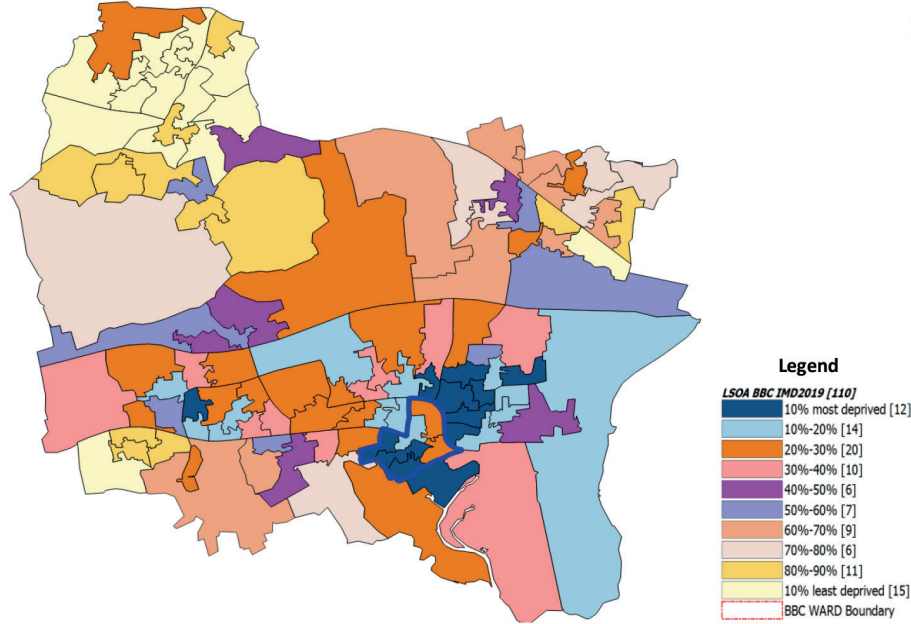 Legend
LSOA BBC IMD2019 [110]
10% most deprived [12]
10%-20% [14]
20%-30% [20]
30%-40% [10]
40%-50% [6]
50%-60% [7]
60%-70% [9]
70%-80% [6]
80%-90% [11]
10% least deprived [15]
BBC WARD Boundary